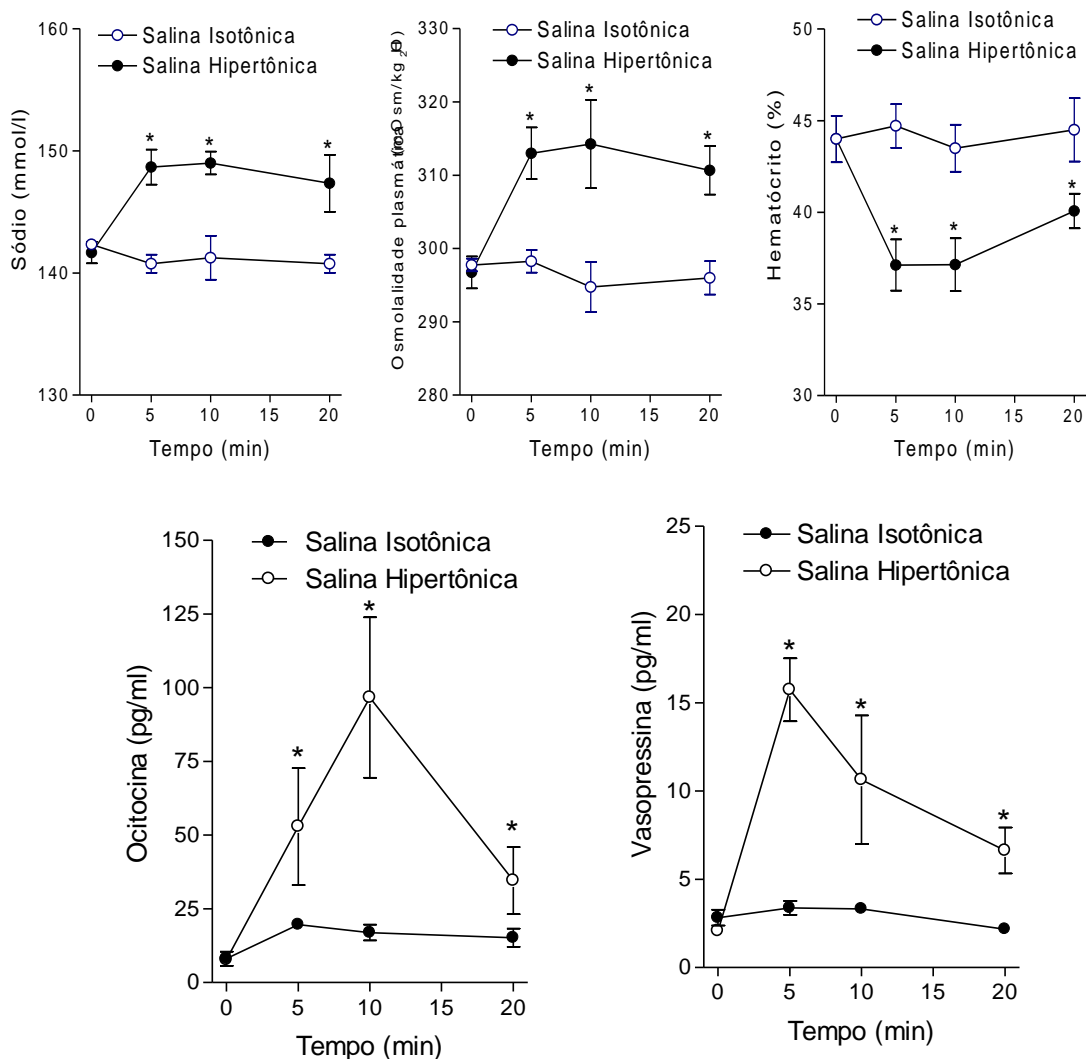 160
Salina Isotônica
Salina Hipertônica
150
140
130
Sódio (mmol/l)
*
*
*
0 5 10 15 20
Tempo (min)
330
Salina Isotônica
Salina Hipertônica
320
310
300
290
280
Osmolalidade plasmática
*
*
*
0 5 10 15 20
Tempo (min)
50
Salina Isotônica
Salina Hipertônica
45
40
35
30
Hematócrito (%)
*
*
*
0 5 10 15 20
Tempo (min)
150
Salina Isotônica
Salina Hipertônica
125
100
75
50
25
0
Ocitocina (pg/ml)
*
*
*
0 5 10 15 20
Tempo (min)
25
Salina Isotônica
Salina Hipertônica
20
15
10
5
0
Vasopressina (pg/ml)
*
*
*
0 5 10 15 20
Tempo (min)